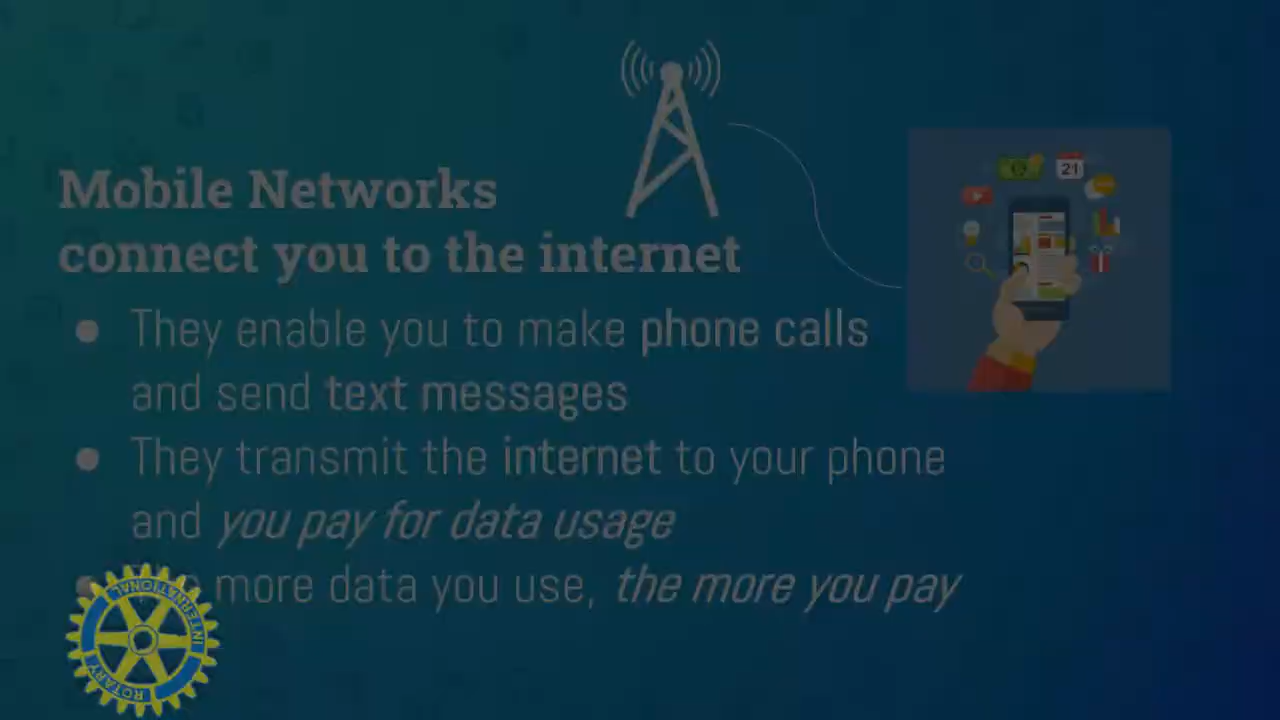 Mobile Networks
connect you to the internet
They enable you to make phone calls
and send text messages
They transmit the internet to your phone
and you pay for data usage
more data you use, the more you pay
24
ROTARY
INTERNATIONAL